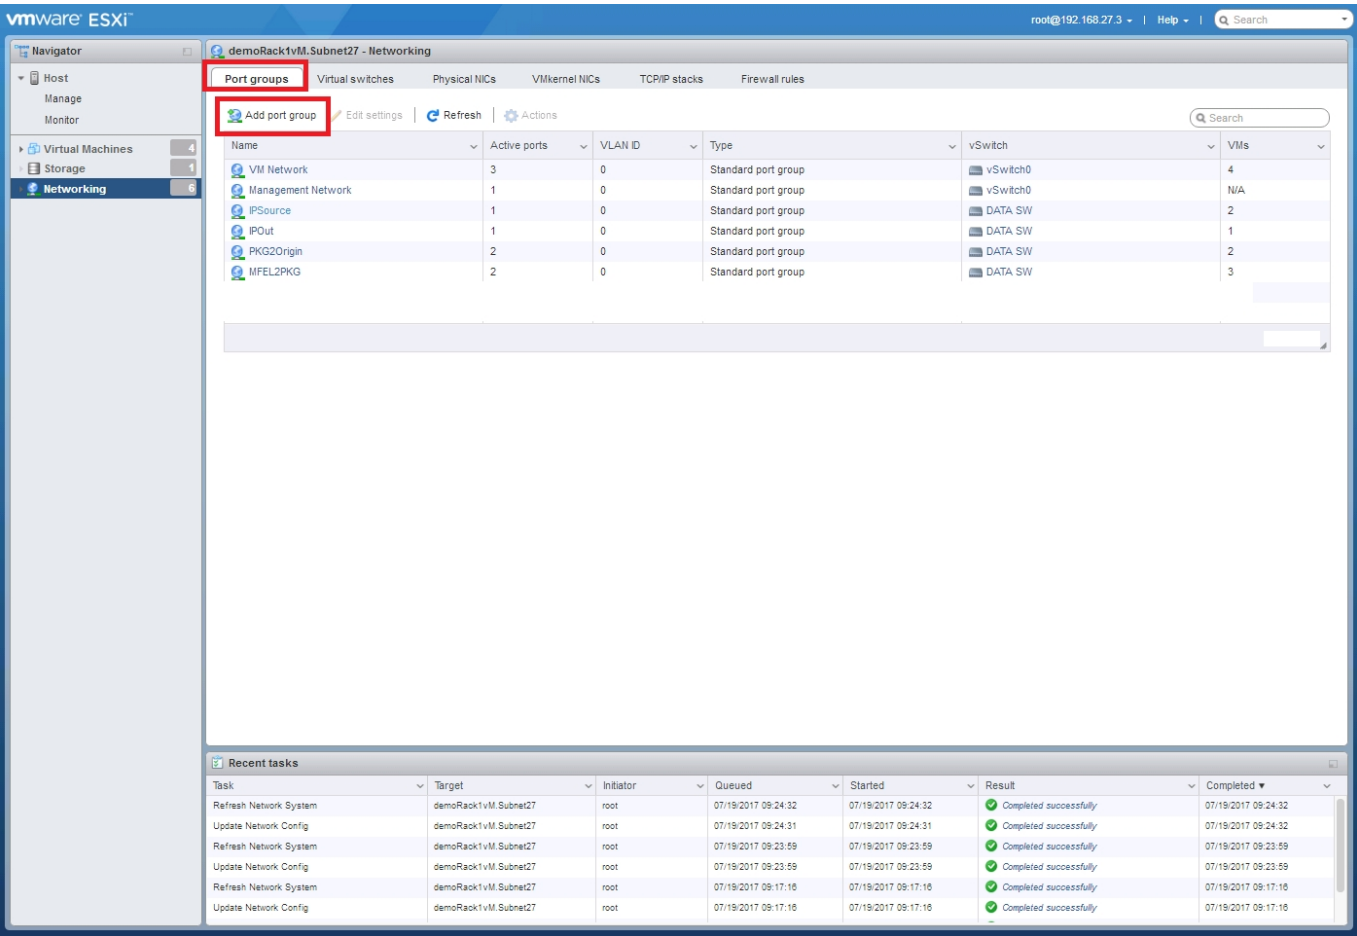 vmware ESXi™ root@192.168.27.3 | Help | Search
Navigator
Host
Manage
Monitor
Virtual Machines 4
Storage 1
Networking 6
demoRack1vM.Subnet27 - Networking
Port groups Virtual switches Physical NICs VMkernel NICs TCP/IP stacks Firewall rules
Add port group Edit settings | Refresh | Actions Search
Name Active ports VLAN ID Type vSwitch VMs
VM Network 3 0 Standard port group vSwitch0 4
Management Network 1 0 Standard port group vSwitch0 N/A
IPSource 1 0 Standard port group DATA SW 2
IPOut 1 0 Standard port group DATA SW 1
PKG2Origin 2 0 Standard port group DATA SW 2
MFEL2PKG 2 0 Standard port group DATA SW 3
Recent tasks
Task Target Initiator Queued Started Result Completed ▼
Refresh Network System demoRack1vM.Subnet27 root 07/19/2017 09:24:32 07/19/2017 09:24:32 Completed successfully 07/19/2017 09:24:32
Update Network Config demoRack1vM.Subnet27 root 07/19/2017 09:24:31 07/19/2017 09:24:31 Completed successfully 07/19/2017 09:24:32
Refresh Network System demoRack1vM.Subnet27 root 07/19/2017 09:23:59 07/19/2017 09:23:59 Completed successfully 07/19/2017 09:23:59
Update Network Config demoRack1vM.Subnet27 root 07/19/2017 09:23:59 07/19/2017 09:23:59 Completed successfully 07/19/2017 09:23:59
Refresh Network System demoRack1vM.Subnet27 root 07/19/2017 09:17:16 07/19/2017 09:17:16 Completed successfully 07/19/2017 09:17:16
Update Network Config demoRack1vM.Subnet27 root 07/19/2017 09:17:16 07/19/2017 09:17:16 Completed successfully 07/19/2017 09:17:16